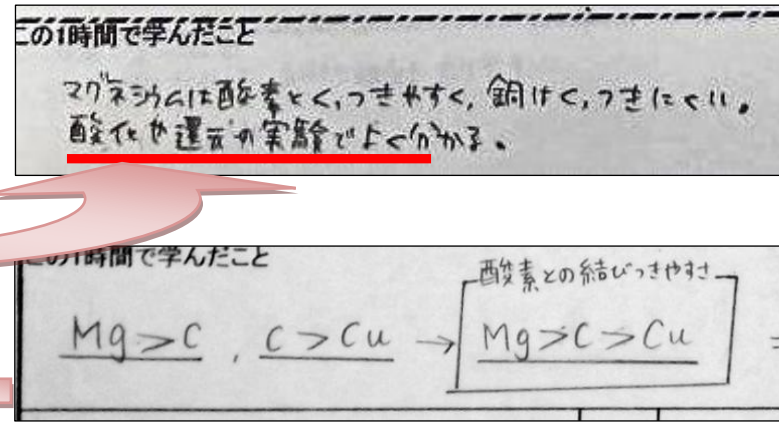 この1時間で学んだこと
マグネシウムは酸素とくっつきやすく、銅はくっつきにくい。
酸化や還元の実験でよく分かる。
この1時間で学んだこと
酸素との結びつきやすさ
Mg>C , C>Cu → Mg>C>Cu =